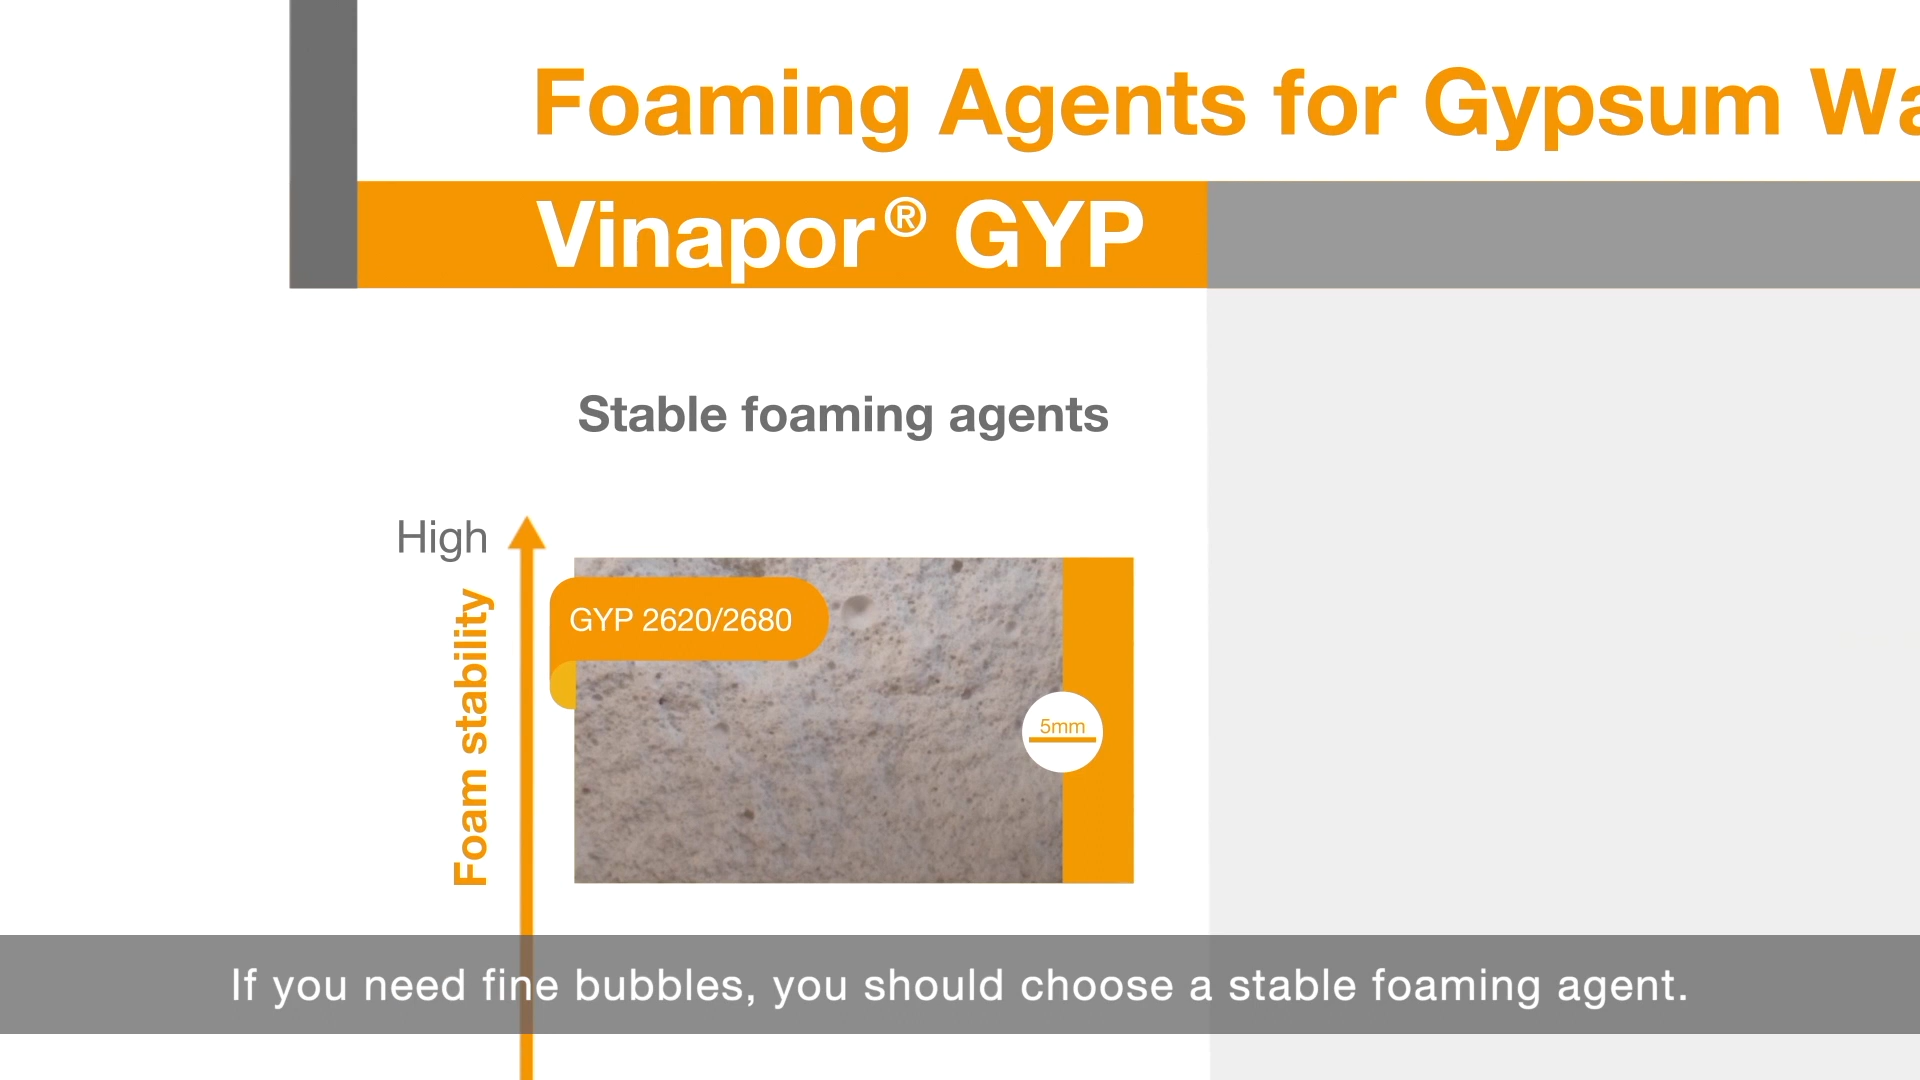 Foaming Agents for Gypsum
Vinapor® GYP
Stable foaming agents
High
Foam stability
GYP 2620/2680
5mm
If you need fine bubbles, you should choose a stable foaming agent.